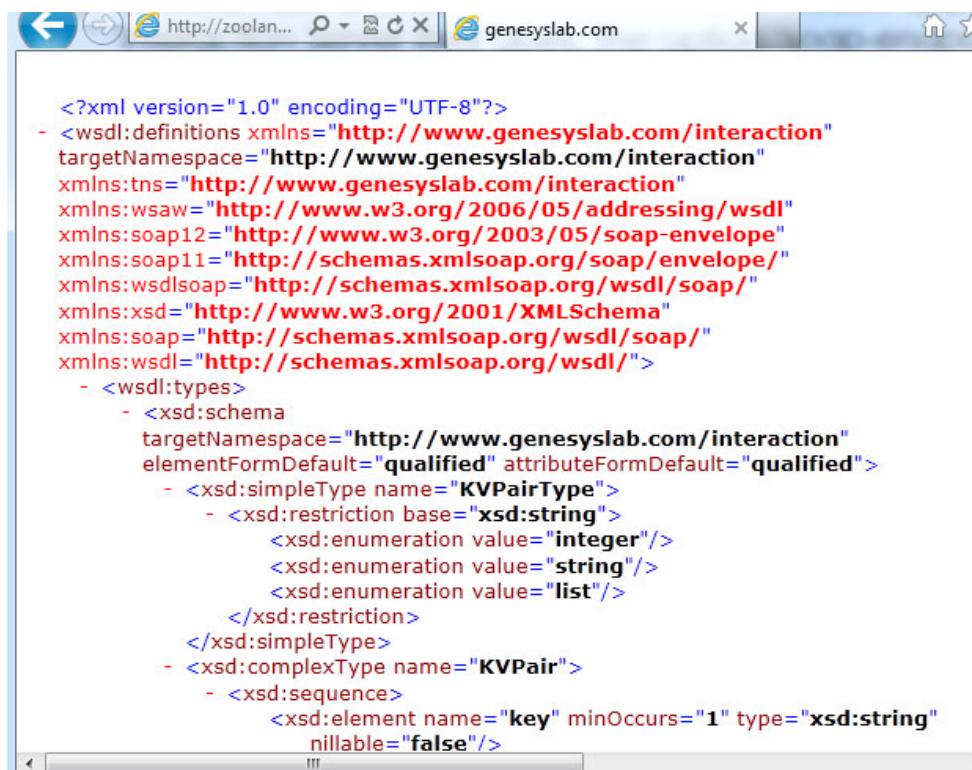 http://zoolan...
genesyslab.com
<?xml version="1.0" encoding="UTF-8"?>
- <wsdl:definitions xmlns="http://www.genesyslab.com/interaction"
targetNamespace="http://www.genesyslab.com/interaction"
xmlns:tns="http://www.genesyslab.com/interaction"
xmlns:wsaw="http://www.w3.org/2006/05/addressing/wsdl"
xmlns:soap12="http://www.w3.org/2003/05/soap-envelope"
xmlns:soap11="http://schemas.xmlsoap.org/soap/envelope/"
xmlns:wsdlsoap="http://schemas.xmlsoap.org/wsdl/soap/"
xmlns:xsd="http://www.w3.org/2001/XMLSchema"
xmlns:soap="http://schemas.xmlsoap.org/wsdl/soap/"
xmlns:wsdl="http://schemas.xmlsoap.org/wsdl/">
- <wsdl:types>
- <xsd:schema
targetNamespace="http://www.genesyslab.com/interaction"
elementFormDefault="qualified" attributeFormDefault="qualified">
- <xsd:simpleType name="KVPairType">
- <xsd:restriction base="xsd:string">
<xsd:enumeration value="integer"/>
<xsd:enumeration value="string"/>
<xsd:enumeration value="list"/>
</xsd:restriction>
</xsd:simpleType>
- <xsd:complexType name="KVPair">
- <xsd:sequence>
<xsd:element name="key" minOccurs="1" type="xsd:string"
nillable="false"/>